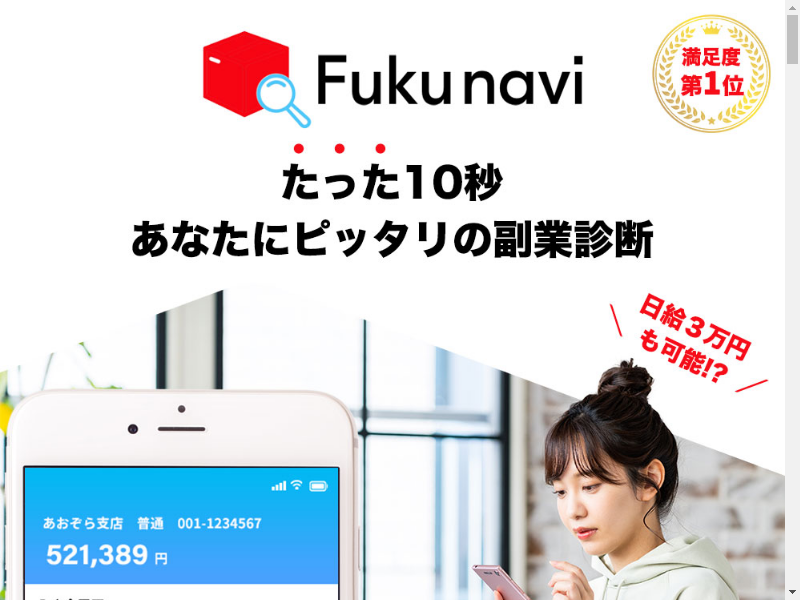 Fukunavi
満足度
第1位
たった10秒
あなたにピッタリの副業診断
日給３万円
も可能!?
あおぞら支店　普通　001-1234567
521,389 円